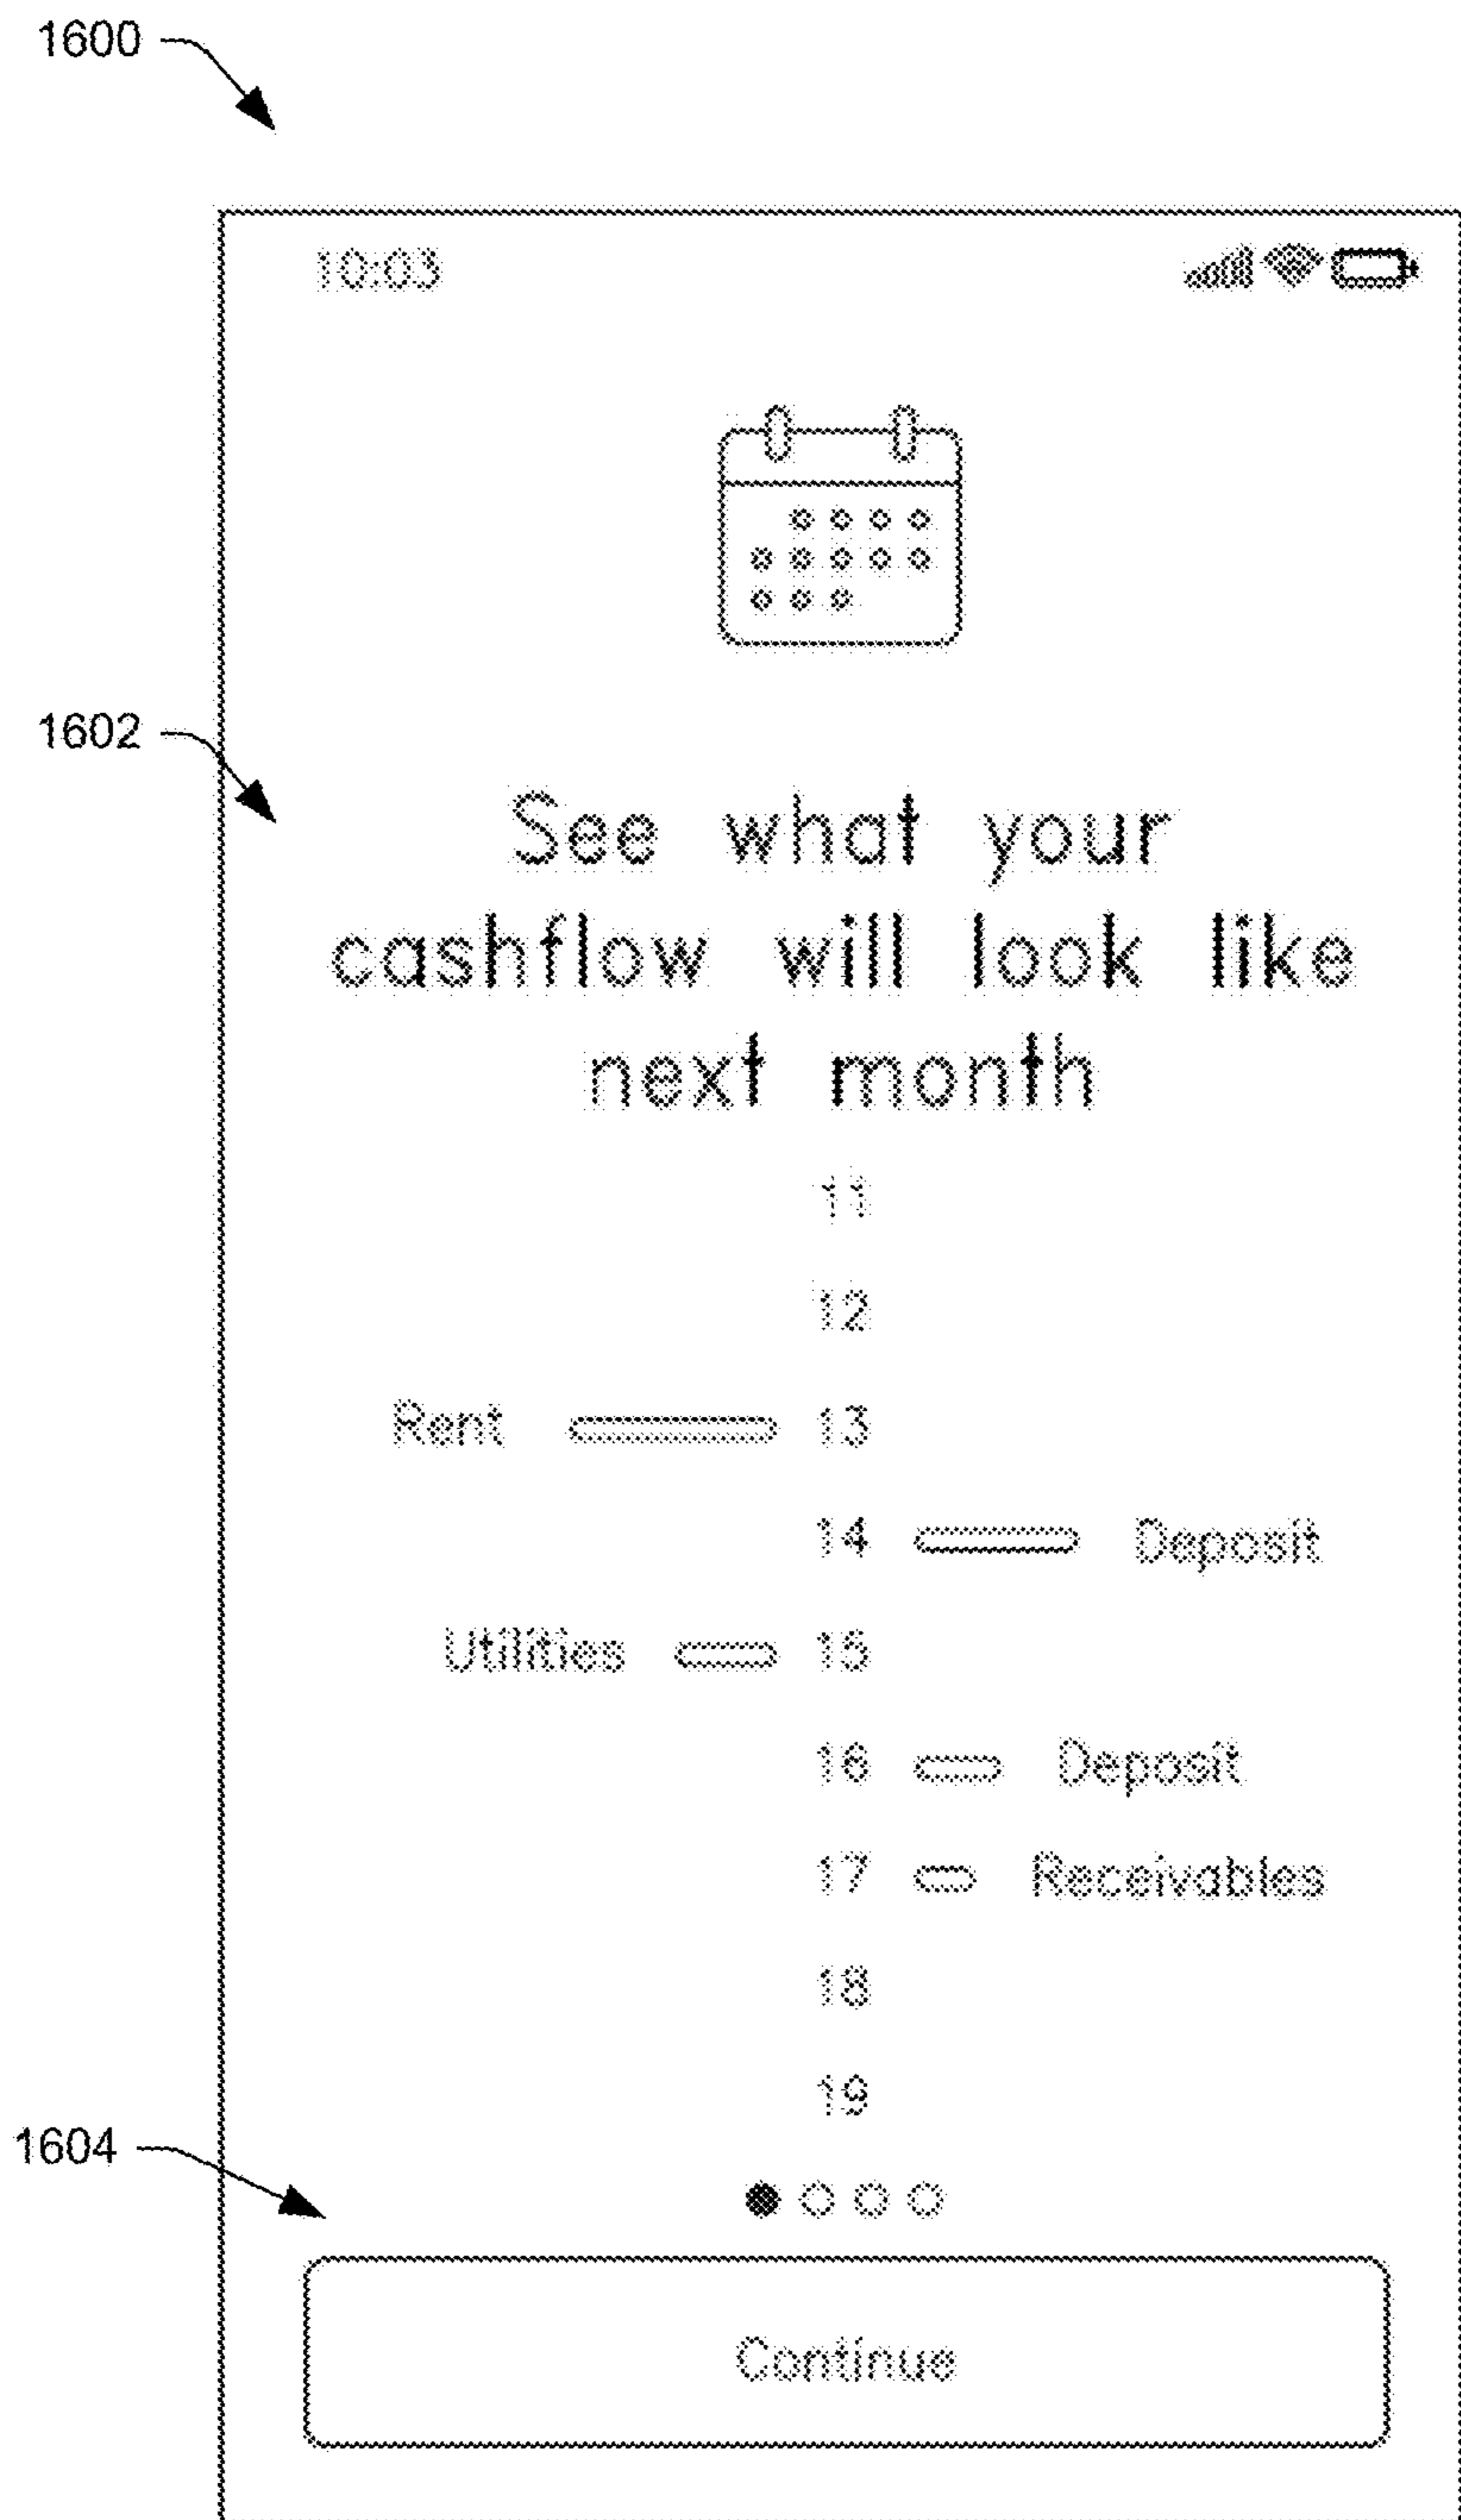 1600
10:03
1602
See what your
cashflow will look like
next month
11
12
Rent 13
14 Deposit
Utilities 15
16 Deposit
17 Receivables
18
19
1604
Continue